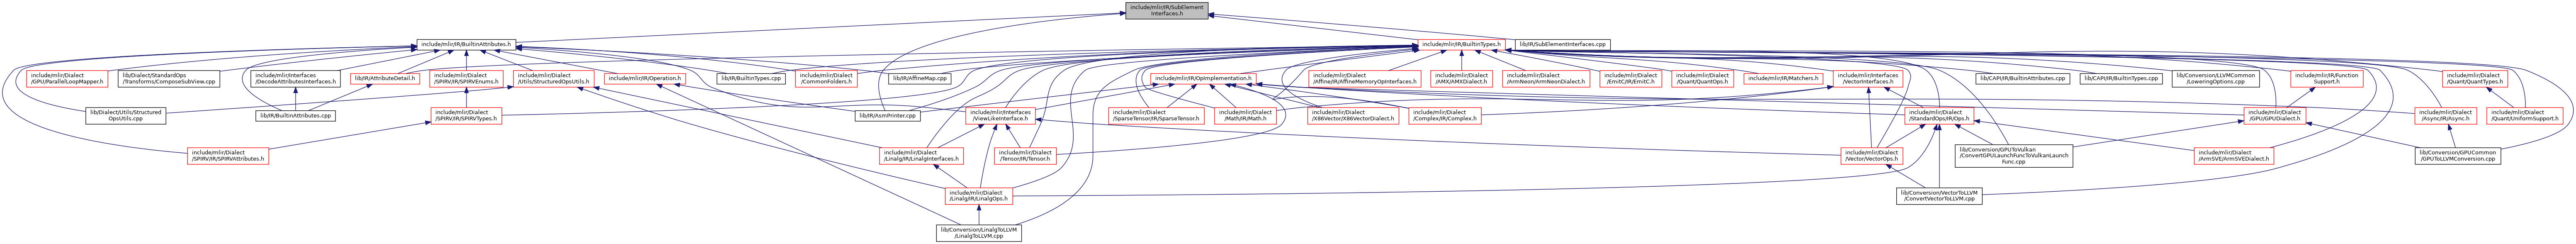 include/mlir/IR/SubElement
Interfaces.h
include/mlir/IR/BuiltinAttributes.h
include/mlir/IR/BuiltinTypes.h
lib/IR/SubElementInterfaces.cpp
include/mlir/Dialect
/GPU/ParallelLoopMapper.h
lib/Dialect/StandardOps
/Transforms/ComposeSubView.cpp
include/mlir/Interfaces
/DecodeAttributesInterfaces.h
lib/IR/AttributeDetail.h
include/mlir/Dialect
/SPIRV/IR/SPIRVEnums.h
include/mlir/Dialect
/Utils/StructuredOpsUtils.h
include/mlir/IR/Operation.h
lib/IR/BuiltinTypes.cpp
include/mlir/Dialect
/CommonFolders.h
lib/IR/AffineMap.cpp
include/mlir/IR/OpImplementation.h
include/mlir/Dialect
/Affine/IR/AffineMemoryOpInterfaces.h
include/mlir/Dialect
/AMX/AMXDialect.h
include/mlir/Dialect
/ArmNeon/ArmNeonDialect.h
include/mlir/Dialect
/EmitC/IR/EmitC.h
include/mlir/Dialect
/Quant/QuantOps.h
include/mlir/IR/Matchers.h
include/mlir/Interfaces
/VectorInterfaces.h
lib/CAPI/IR/BuiltinAttributes.cpp
lib/CAPI/IR/BuiltinTypes.cpp
lib/Conversion/LLVMCommon
/LoweringOptions.cpp
include/mlir/IR/Function
Support.h
include/mlir/Dialect
/Quant/QuantTypes.h
lib/Dialect/Utils/Structured
OpsUtils.cpp
lib/IR/BuiltinAttributes.cpp
include/mlir/Dialect
/SPIRV/IR/SPIRVTypes.h
lib/IR/AsmPrinter.cpp
include/mlir/Interfaces
/ViewLikeInterface.h
include/mlir/Dialect
/SparseTensor/IR/SparseTensor.h
include/mlir/Dialect
/Math/IR/Math.h
include/mlir/Dialect
/X86Vector/X86VectorDialect.h
include/mlir/Dialect
/Complex/IR/Complex.h
include/mlir/Dialect
/StandardOps/IR/Ops.h
include/mlir/Dialect
/GPU/GPUDialect.h
include/mlir/Dialect
/Async/IR/Async.h
include/mlir/Dialect
/Quant/UniformSupport.h
include/mlir/Dialect
/SPIRV/IR/SPIRVAttributes.h
include/mlir/Dialect
/Linalg/IR/LinalgInterfaces.h
include/mlir/Dialect
/Tensor/IR/Tensor.h
include/mlir/Dialect
/Vector/VectorOps.h
lib/Conversion/GPUToVulkan
/ConvertGPULaunchFuncToVulkanLaunch
Func.cpp
include/mlir/Dialect
/ArmSVE/ArmSVEDialect.h
lib/Conversion/GPUCommon
/GPUToLLVMConversion.cpp
include/mlir/Dialect
/Linalg/IR/LinalgOps.h
lib/Conversion/VectorToLLVM
/ConvertVectorToLLVM.cpp
lib/Conversion/LinalgToLLVM
/LinalgToLLVM.cpp